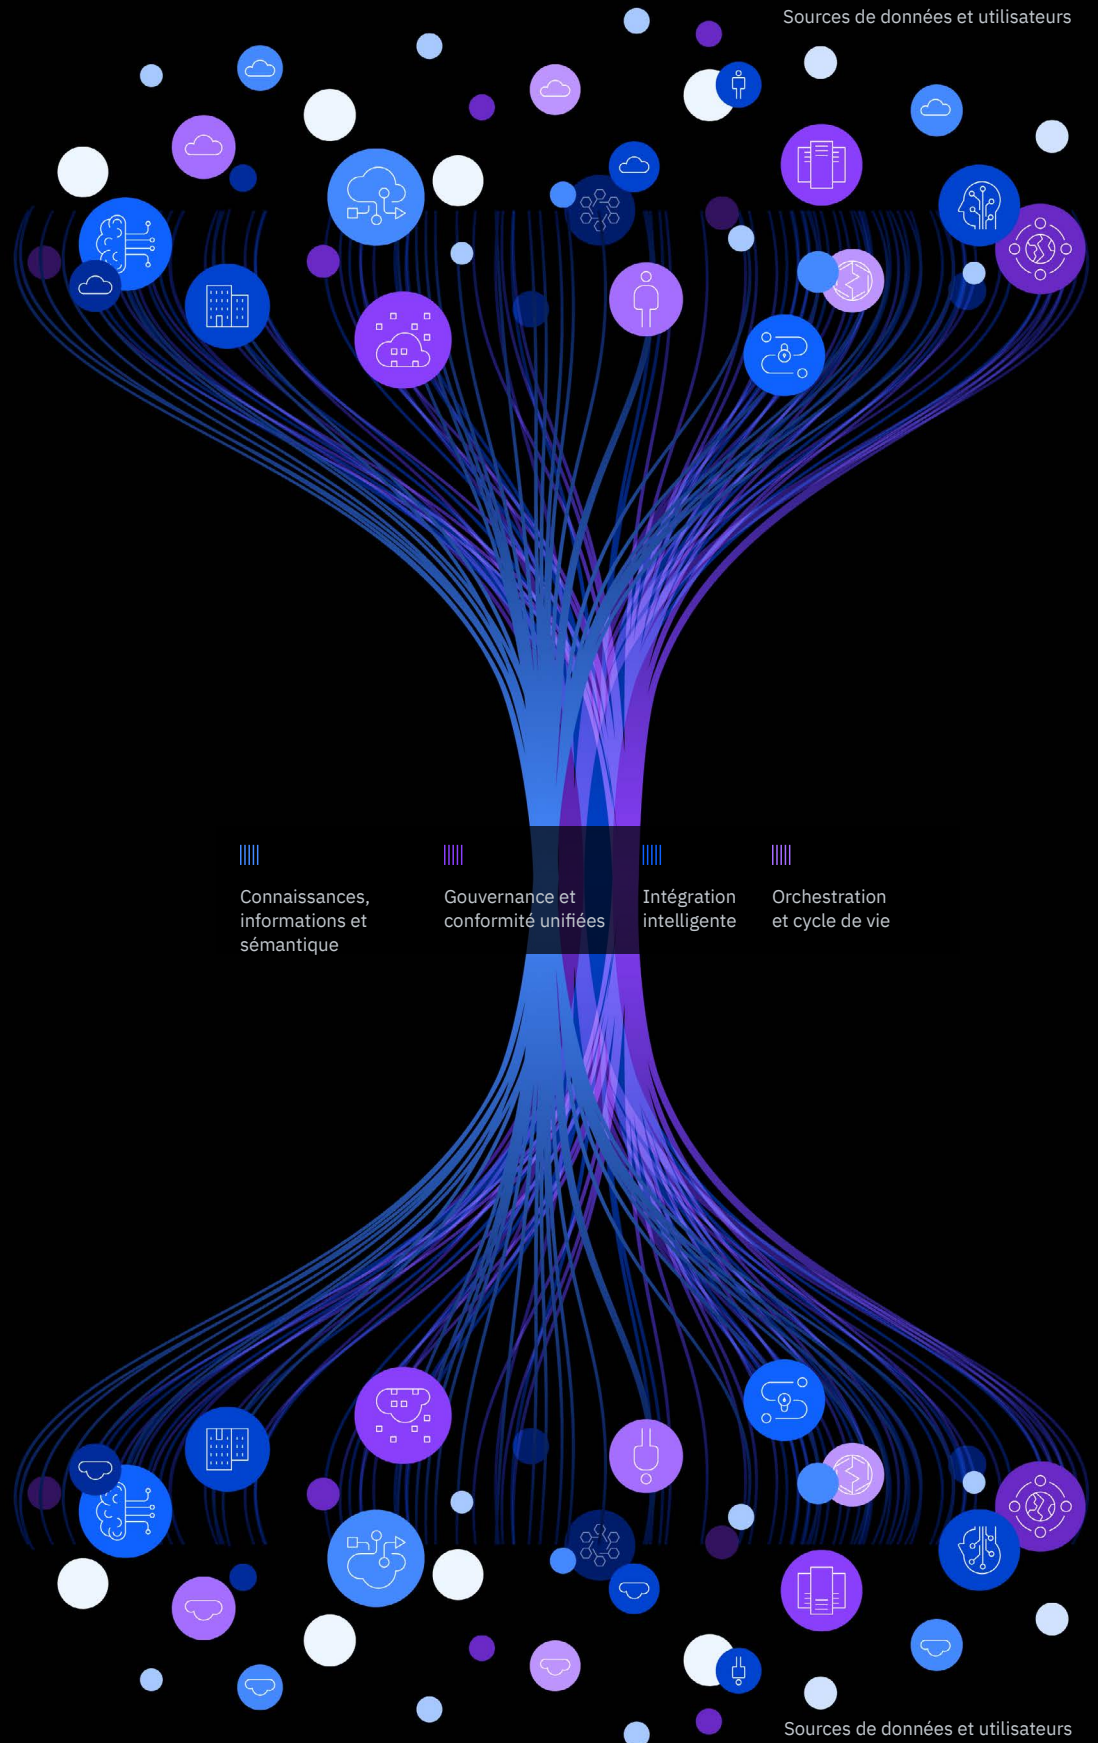 Sources de données et utilisateurs
Connaissances,
informations et
sémantique
Gouvernance et
conformité unifiées
Intégration
intelligente
Orchestration
et cycle de vie
Sources de données et utilisateurs